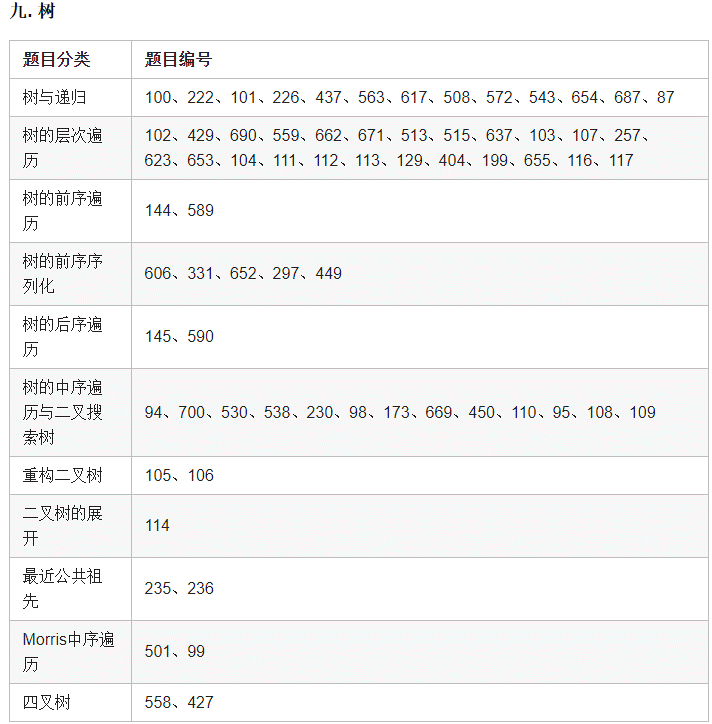 九. 树
题目分类 题目编号
树与递归 100、222、101、226、437、563、617、508、572、543、654、687、87
树的层次遍
历
102、429、690、559、662、671、513、515、637、103、107、257、
623、653、104、111、112、113、129、404、199、655、116、117
树的前序遍
历
144、589
树的前序序
列化
606、331、652、297、449
树的后序遍
历
145、590
树的中序遍
历与二叉搜
索树
94、700、530、538、230、98、173、669、450、110、95、108、109
重构二叉树 105、106
二叉树的展
开
114
最近公共祖
先
235、236
Morris中序遍
历
501、99
四叉树 558、427